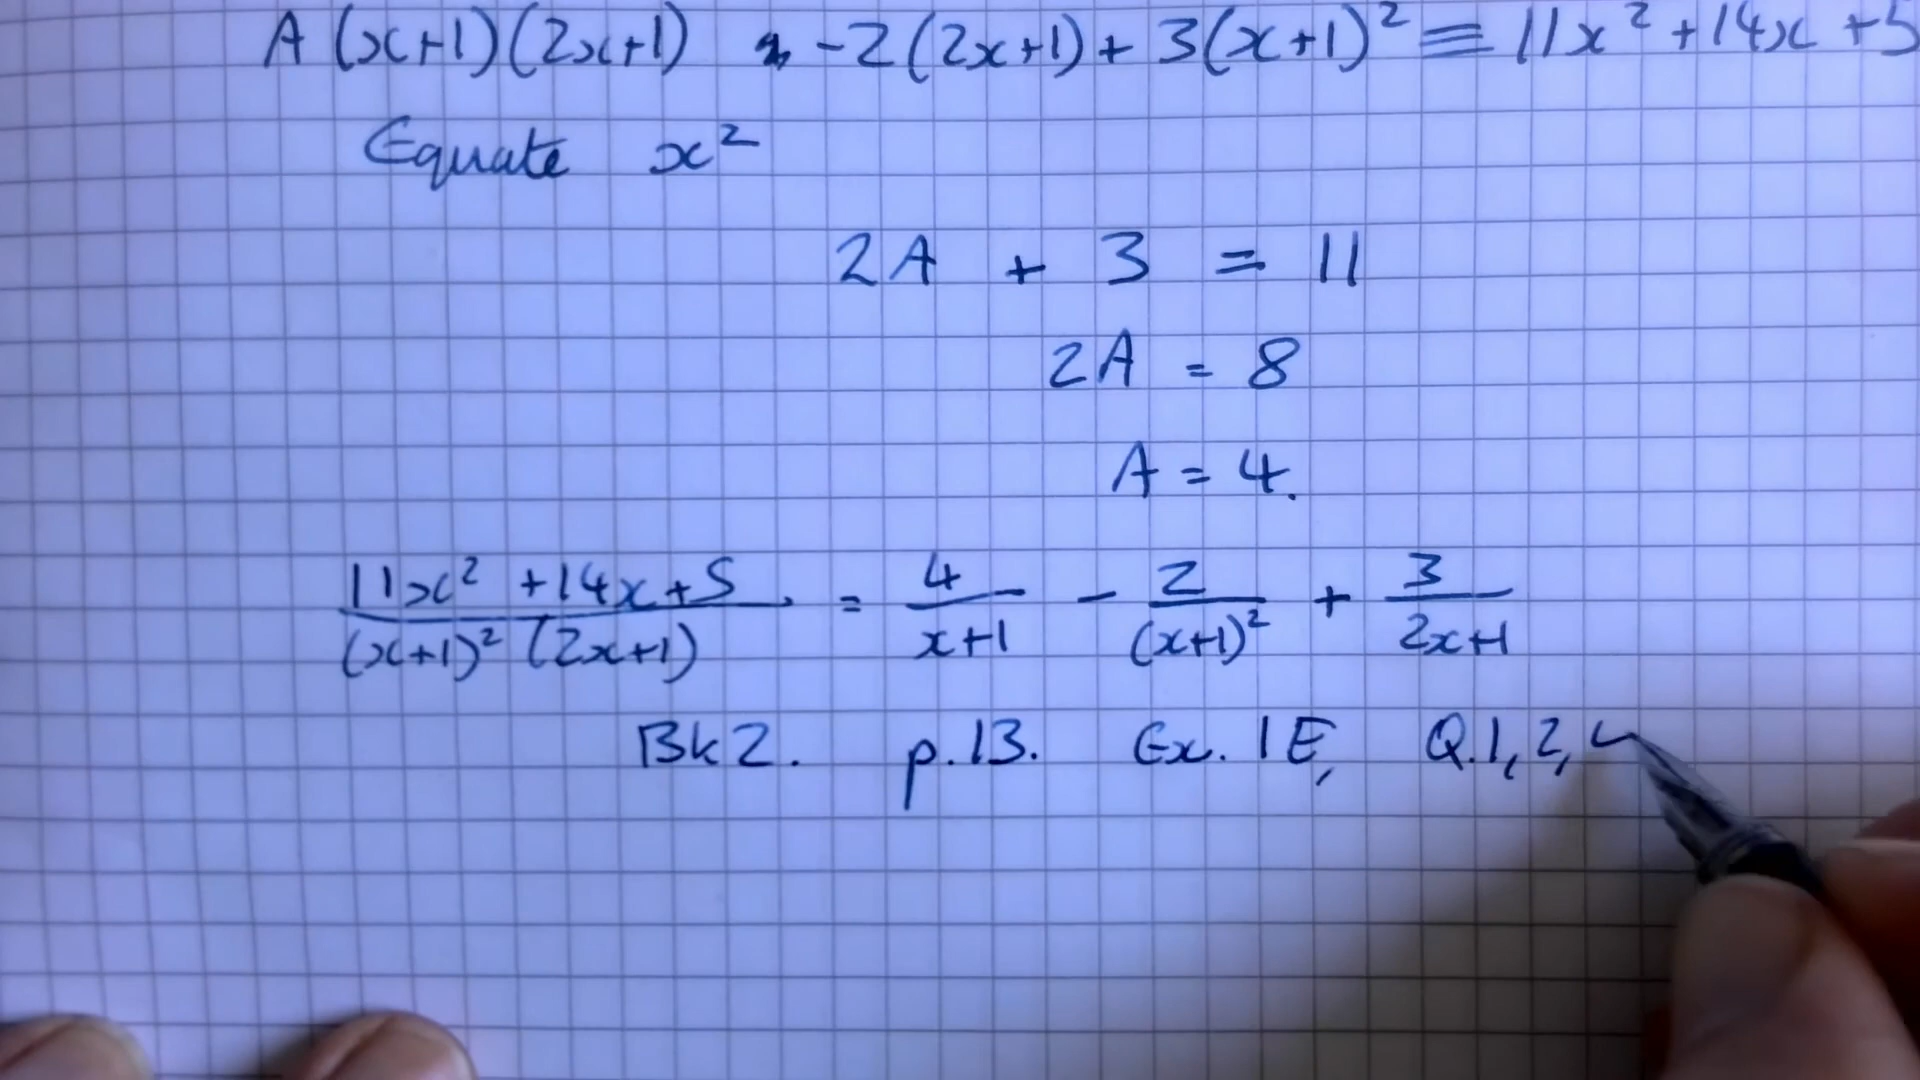 A(x+1)(2x+1) -2(2x+1)+3(x+1)² ≡ 11x²+14x+5
Equate x²
2A + 3 = 11
2A = 8
A = 4.
(11x²+14x+5)/((x+1)²(2x+1)) = 4/(x+1) - 2/(x+1)² + 3/(2x+1)
Bk2. p.13. Ex. 1E, Q.1,2,